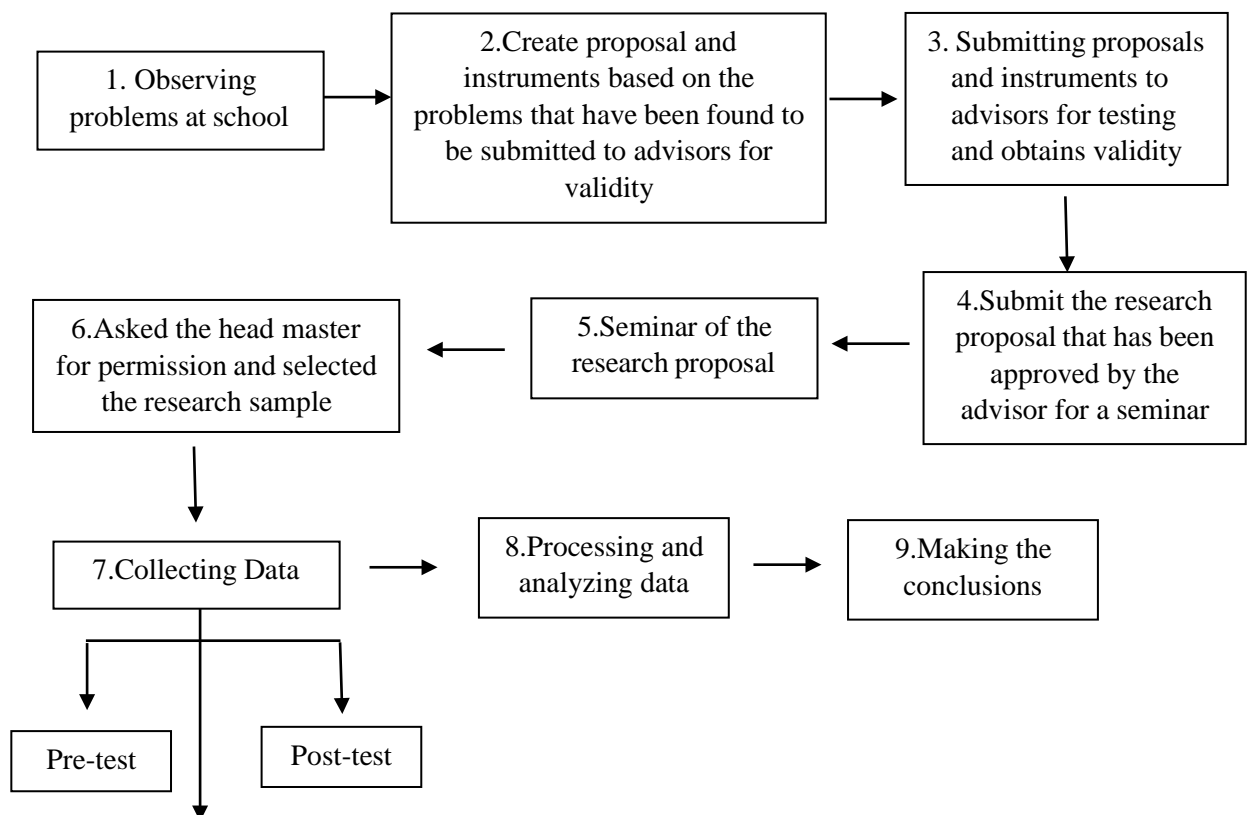 1. Observing
problems at school
2.Create proposal and
instruments based on the
problems that have been found to
be submitted to advisors for
validity
3. Submitting proposals
and instruments to
advisors for testing
and obtains validity
4.Submit the research
proposal that has been
approved by the
advisor for a seminar
5.Seminar of the
research proposal
6.Asked the head master
for permission and selected
the research sample
7.Collecting Data
8.Processing and
analyzing data
9.Making the
conclusions
Pre-test
Post-test